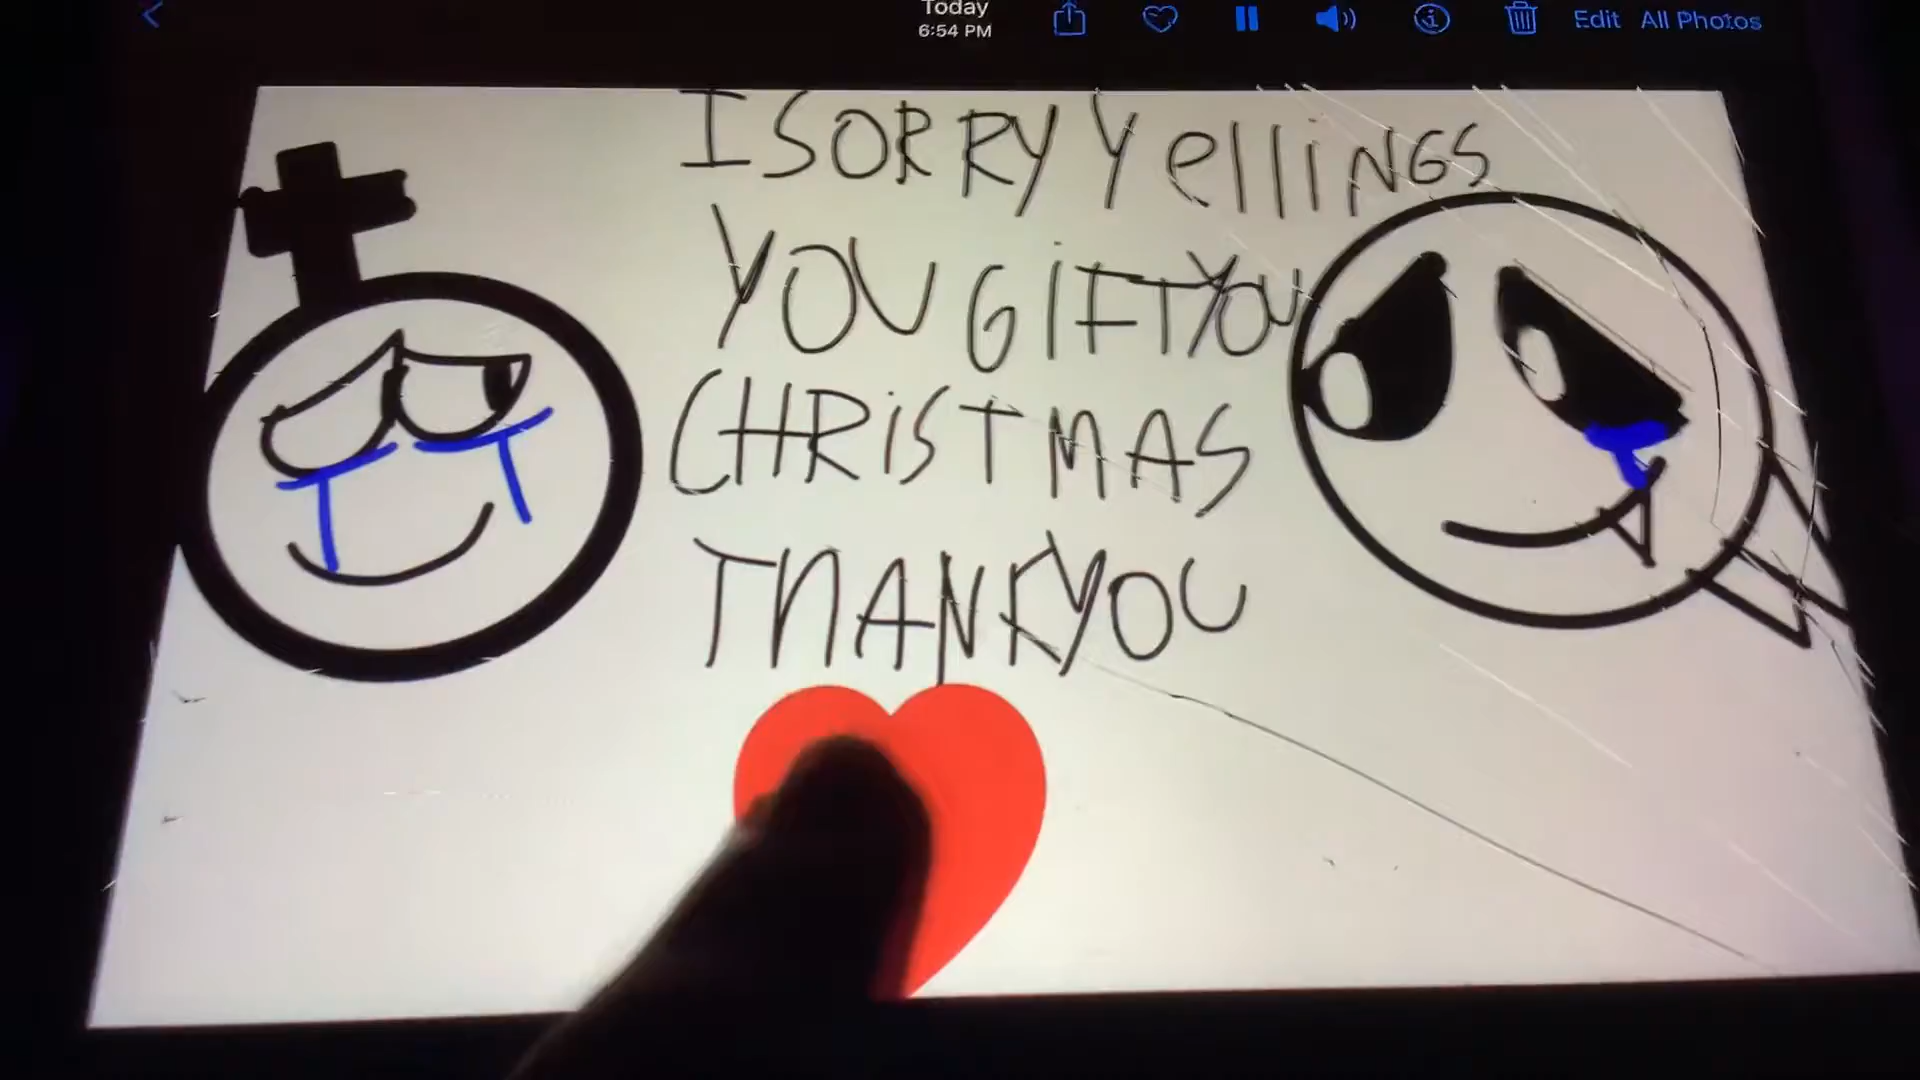 Today
6:54 PM
Edit All Photos
I SORRY YelliNGS
YOU GIFT YOU
CHRiSTMAS
THANKYOU